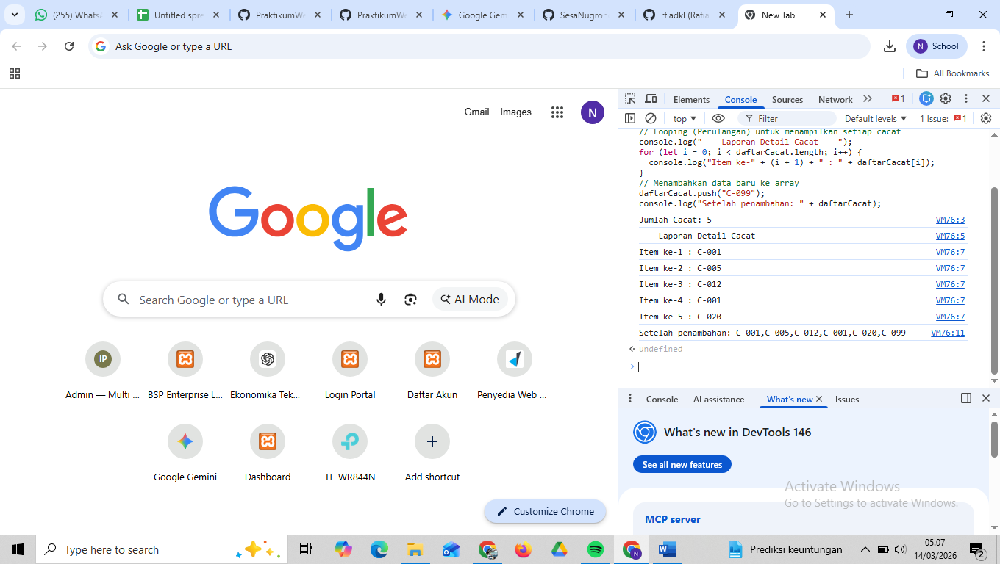 (255) Whats
Untitled spre
PraktikumWe
PraktikumWe
Google Gem
SesaNugroh
rfiadkl (Rafia
New Tab
Ask Google or type a URL
N
School
All Bookmarks
Gmail
Images
N
Google
Search Google or type a URL
AI Mode
IP
Admin — Multi ...
BSP Enterprise L...
Ekonomika Tek...
Login Portal
Daftar Akun
Penyedia Web ...
Google Gemini
Dashboard
TL-WR844N
Add shortcut
Customize Chrome
Elements
Console
Sources
Network
1
top
Filter
Default levels
1 Issue:
1
// Looping (Perulangan) untuk menampilkan setiap cacat
console.log("--- Laporan Detail Cacat ---");
for (let i = 0; i < daftarCacat.length; i++) {
  console.log("Item ke-" + (i + 1) + " : " + daftarCacat[i]);
}
// Menambahkan data baru ke array
daftarCacat.push("C-099");
console.log("Setelah penambahan: " + daftarCacat);
Jumlah Cacat: 5 VM76:3
--- Laporan Detail Cacat --- VM76:5
Item ke-1 : C-001 VM76:7
Item ke-2 : C-005 VM76:7
Item ke-3 : C-012 VM76:7
Item ke-4 : C-001 VM76:7
Item ke-5 : C-020 VM76:7
Setelah penambahan: C-001,C-005,C-012,C-001,C-020,C-099 VM76:11
undefined
Console
AI assistance
What's new
Issues
What's new in DevTools 146
See all new features
MCP server
Activate Windows
Go to Settings to activate Windows.
Type here to search
N
W
Prediksi keuntungan
05.07
14/03/2026
2